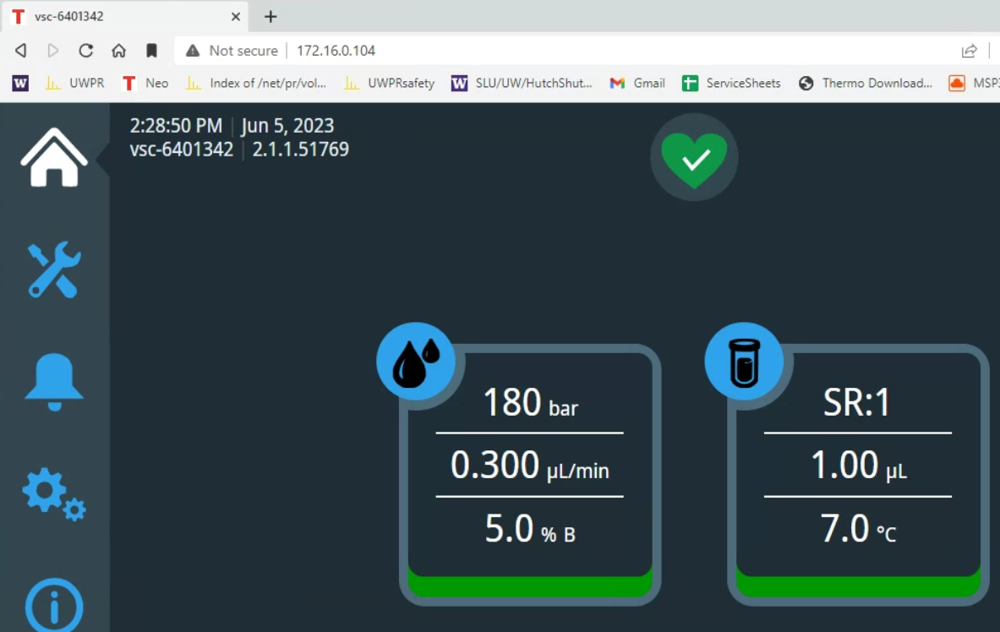 vsc-6401342
Not secure 172.16.0.104
W UWPR T Neo Index of /net/pr/vol... UWPRsafety W SLU/UW/HutchShut... Gmail ServiceSheets Thermo Download...
2:28:50 PM | Jun 5, 2023
vsc-6401342 | 2.1.1.51769
180 bar
0.300 µL/min
5.0 % B
SR:1
1.00 µL
7.0 °C